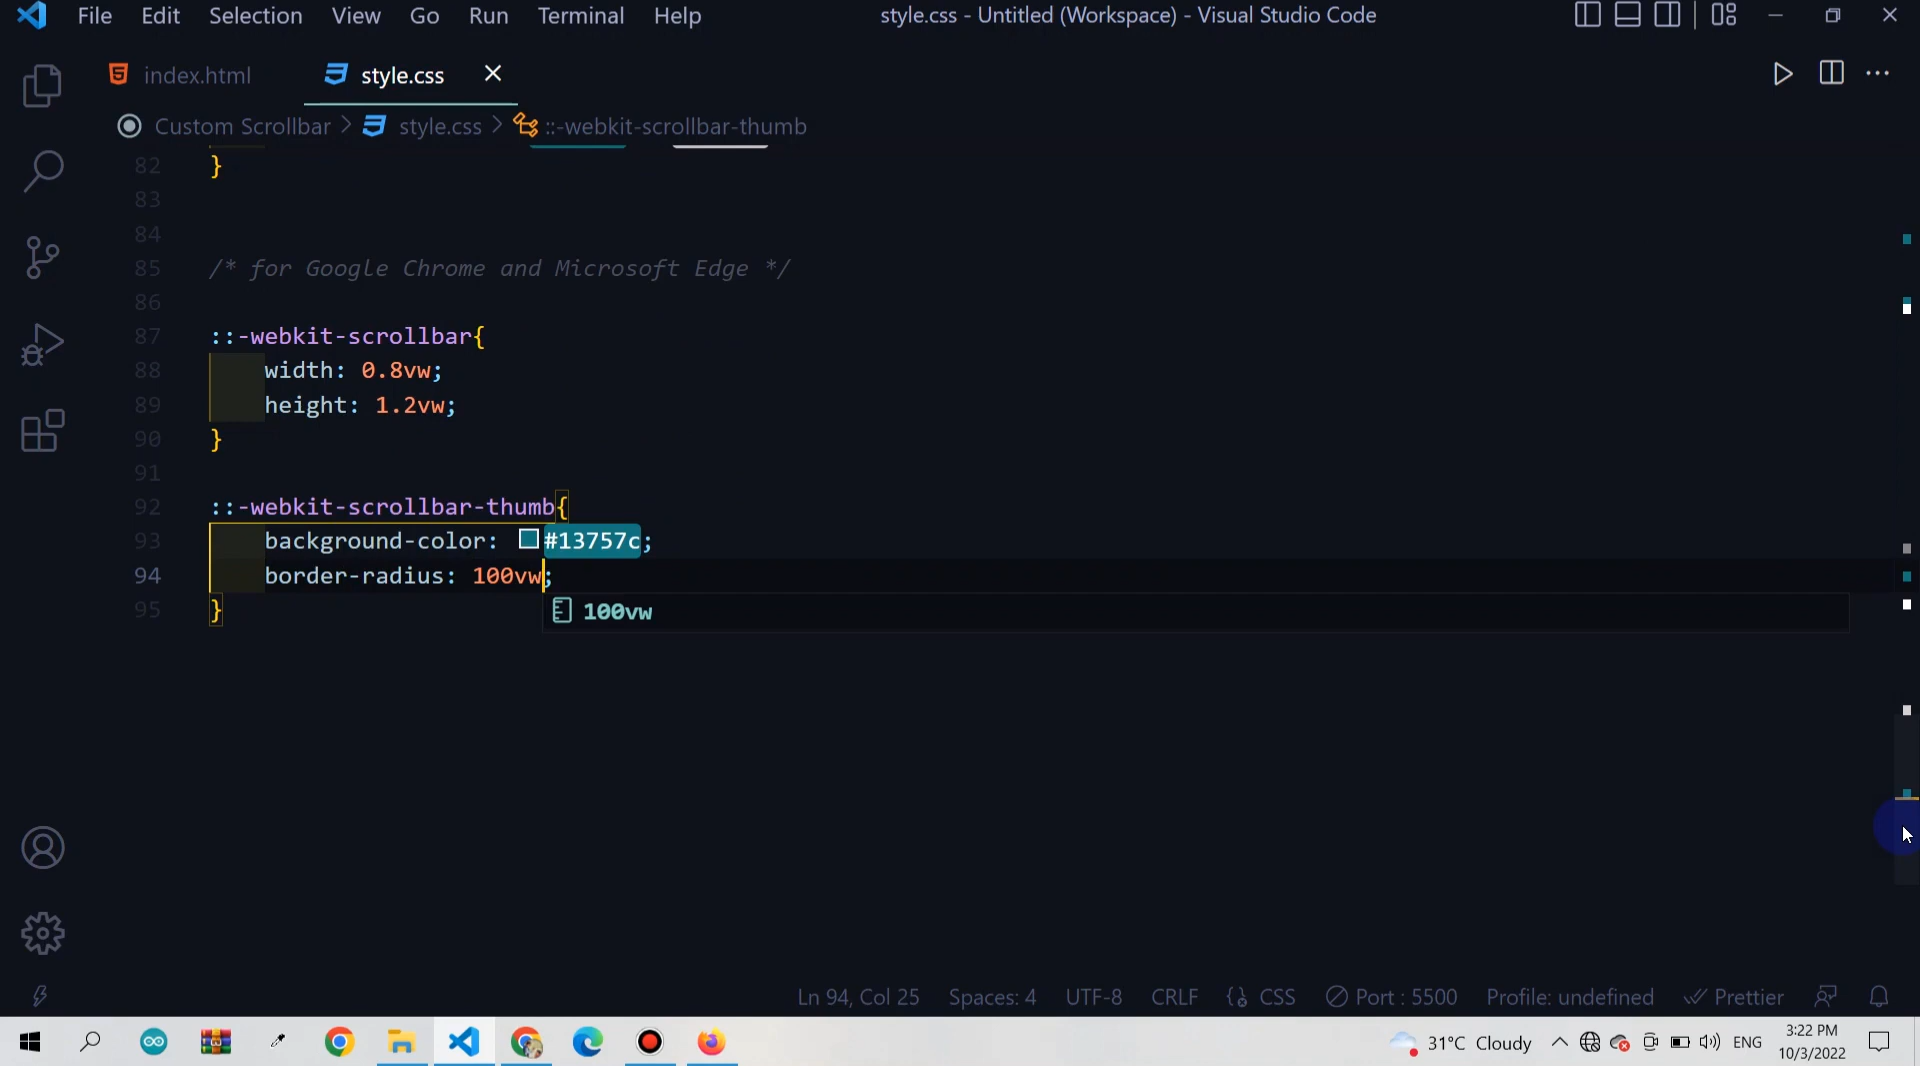 File Edit Selection View Go Run Terminal Help
style.css - Untitled (Workspace) - Visual Studio Code
index.html
style.css
Custom Scrollbar > style.css > ::-webkit-scrollbar-thumb
82 }
83
84
85 /* for Google Chrome and Microsoft Edge */
86
87 ::-webkit-scrollbar{
88 width: 0.8vw;
89 height: 1.2vw;
90 }
91
92 ::-webkit-scrollbar-thumb{
93 background-color: #13757c;
94 border-radius: 100vw;
95 }
100vw
Ln 94, Col 25 Spaces: 4 UTF-8 CRLF {} CSS Port : 5500 Profile: undefined Prettier
31°C Cloudy ENG
3:22 PM
10/3/2022